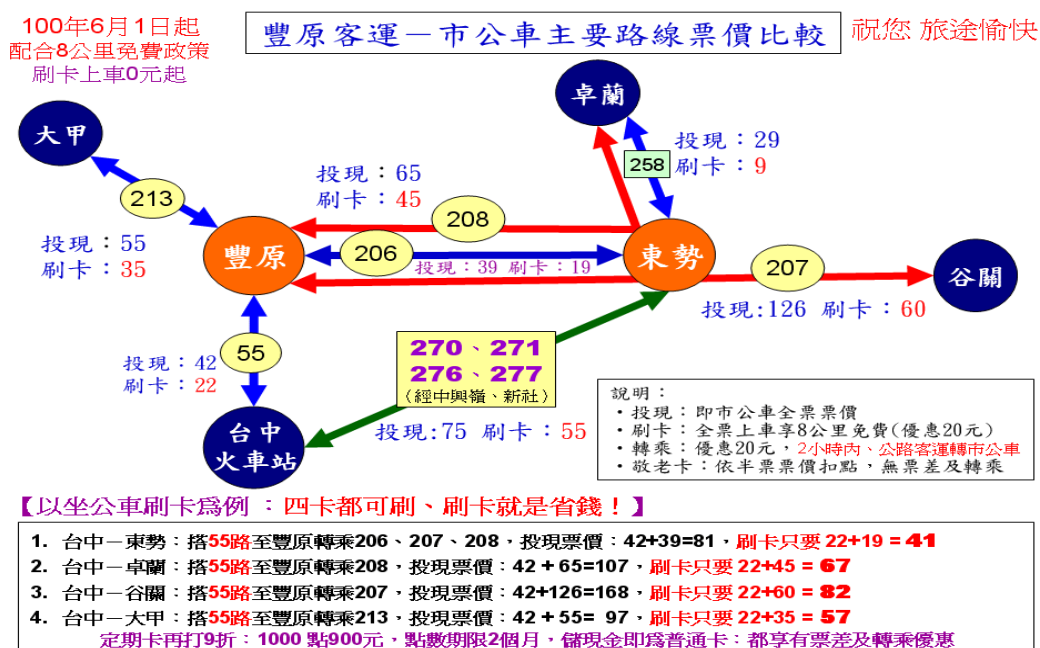 100年6月1日起
配合8公里免費政策
刷卡上車0元起
豐原客運－市公車主要路線票價比較
祝您 旅途愉快
大甲
卓蘭
投現：29
刷卡：9
258
投現：65
刷卡：45
213
208
投現：55
刷卡：35
豐原
206
投現：39 刷卡：19
東勢
207
谷關
投現:126 刷卡：60
270、271
276、277
（經中興嶺、新社）
投現：42
刷卡：22
55
台中
火車站
投現:75 刷卡：55
說明：
・投現：即市公車全票票價
・刷卡：全票上車享8公里免費(優惠20元)
・轉乘：優惠20元，2小時內、公路客運轉市公車
・敬老卡：依半票票價扣點，無票差及轉乘
【以坐公車刷卡為例 ：四卡都可刷、刷卡就是省錢！】
1. 台中－東勢：搭55路至豐原轉乘206、207、208，投現票價：42+39=81，刷卡只要 22+19 = 41
2. 台中－卓蘭：搭55路至豐原轉乘208，投現票價：42 + 65=107，刷卡只要 22+45 = 67
3. 台中－谷關：搭55路至豐原轉乘207，投現票價：42+126=168，刷卡只要 22+60 = 82
4. 台中－大甲：搭55路至豐原轉乘213，投現票價：42 + 55= 97，刷卡只要 22+35 = 57
定期卡再打9折：1000 點900元，點數期限2個月，儲現金即為普通卡：都享有票差及轉乘優惠